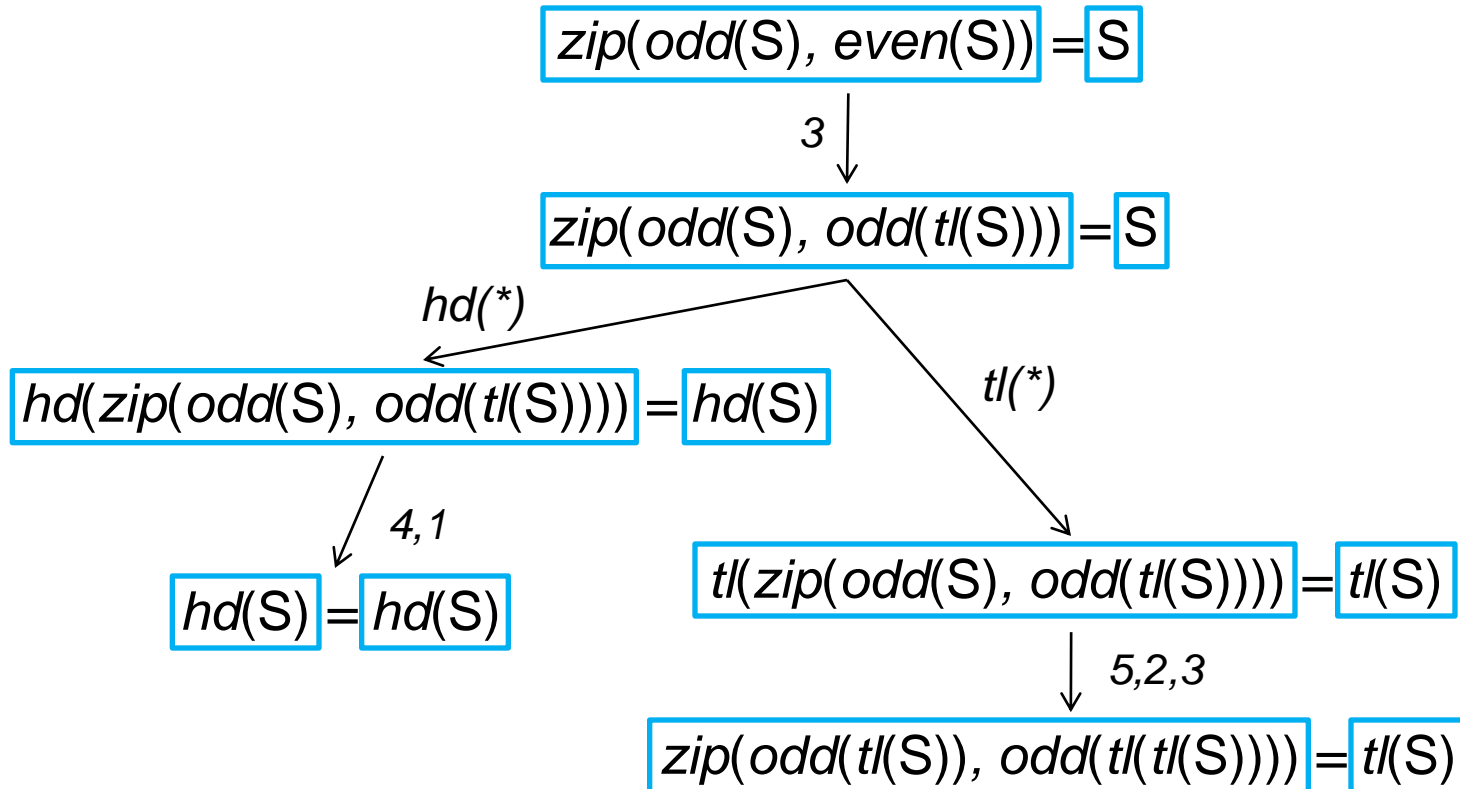 zip(odd(S), even(S)) = S
3
zip(odd(S), odd(tl(S))) = S
hd(*)
tl(*)
hd(zip(odd(S), odd(tl(S)))) = hd(S)
4,1
tl(zip(odd(S), odd(tl(S)))) = tl(S)
hd(S) = hd(S)
5,2,3
zip(odd(tl(S)), odd(tl(tl(S)))) = tl(S)